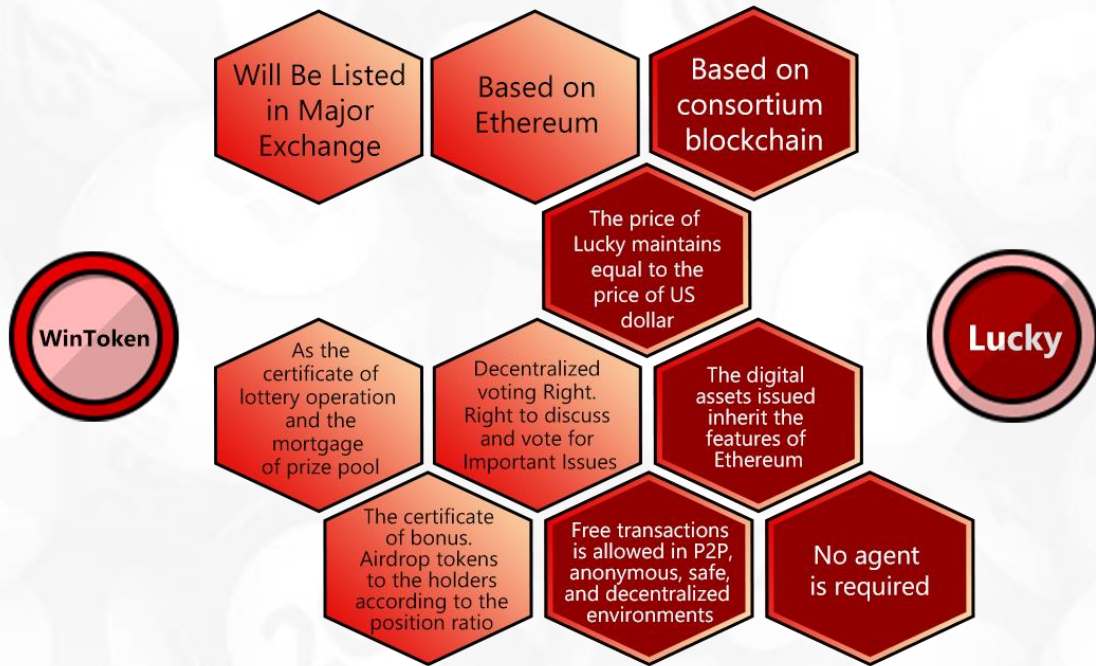 Will Be Listed
in Major
Exchange
Based on
Ethereum
Based on
consortium
blockchain
The price of
Lucky maintains
equal to the
price of US
dollar
WinToken
Lucky
As the
certificate of
lottery operation
and the
mortgage
of prize pool
Decentralized
voting Right.
Right to discuss
and vote for
Important Issues
The digital
assets issued
inherit the
features of
Ethereum
The certificate
of bonus.
Airdrop tokens
to the holders
according to the
position ratio
Free transactions
is allowed in P2P,
anonymous, safe,
and decentralized
environments
No agent
is required